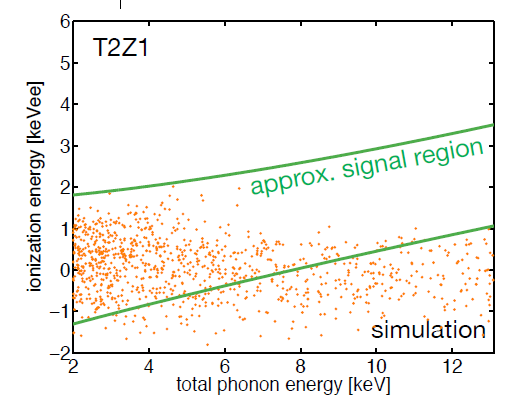 6
T2Z1
5
4
3
approx. signal region
2
1
0
−1
simulation
−2
2 4 6 8 10 12
total phonon energy [keV]
ionization energy [keVee]